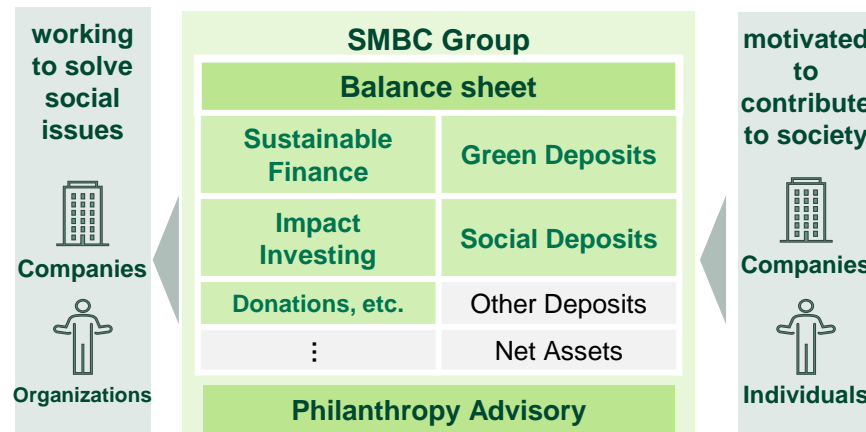 working
to solve
social
issues
Companies
Organizations
SMBC Group
Balance sheet
Sustainable
Finance
Green Deposits
Impact
Investing
Social Deposits
Donations, etc.
Other Deposits
⋮
Net Assets
Philanthropy Advisory
motivated
to
contribute
to society
Companies
Individuals